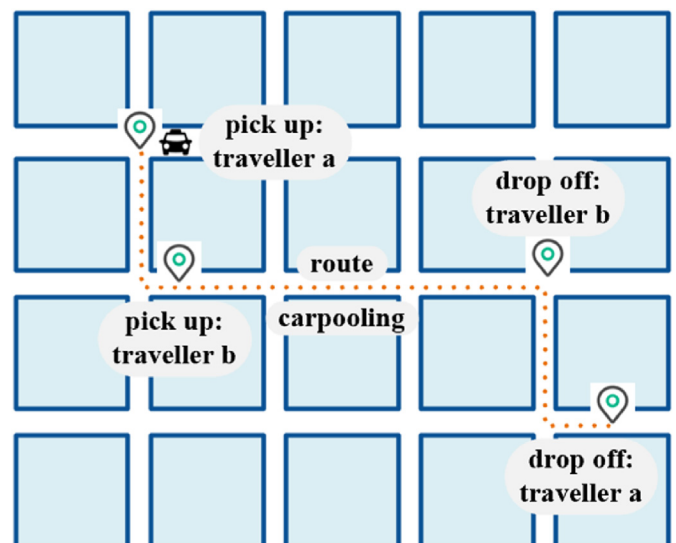 pick up:
traveller a
drop off:
traveller b
route
carpooling
pick up:
traveller b
drop off:
traveller a